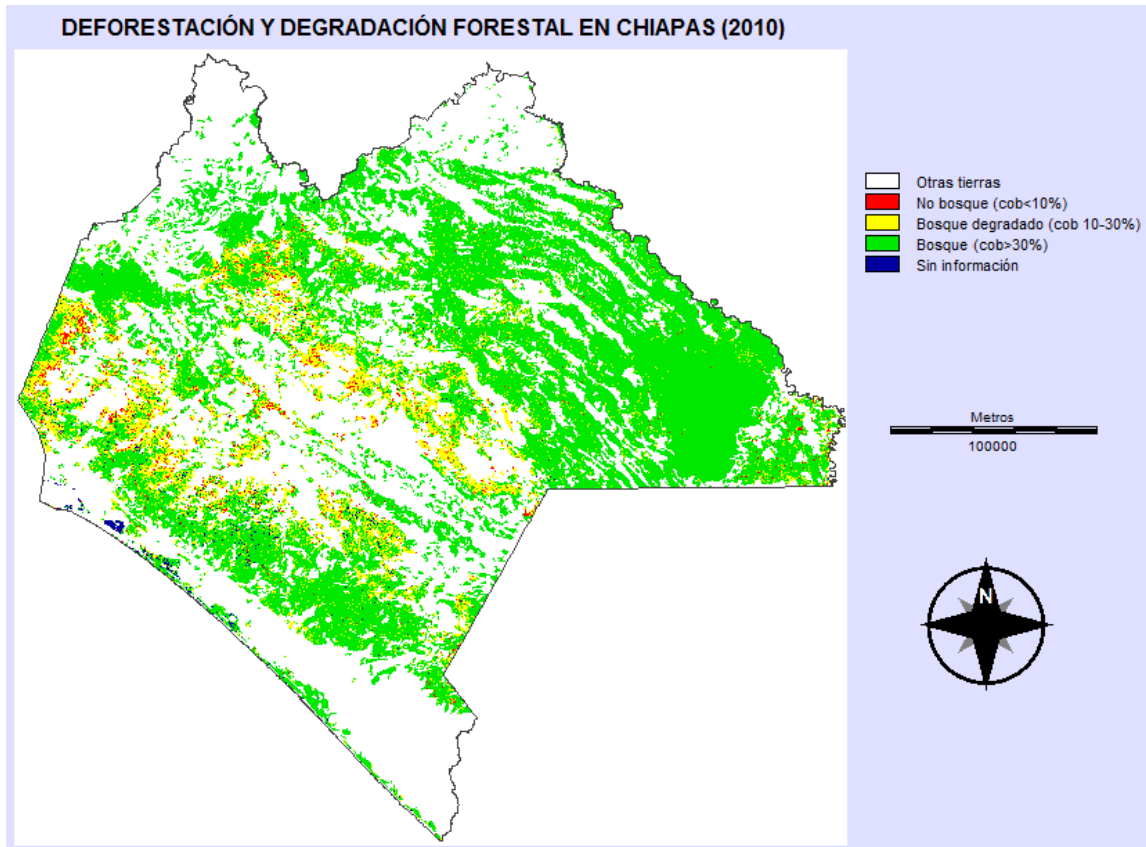 DEFORESTACIÓN Y DEGRADACIÓN FORESTAL EN CHIAPAS (2010)
Otras tierras
No bosque (cob<10%)
Bosque degradado (cob 10-30%)
Bosque (cob>30%)
Sin información
Metros
100000
N